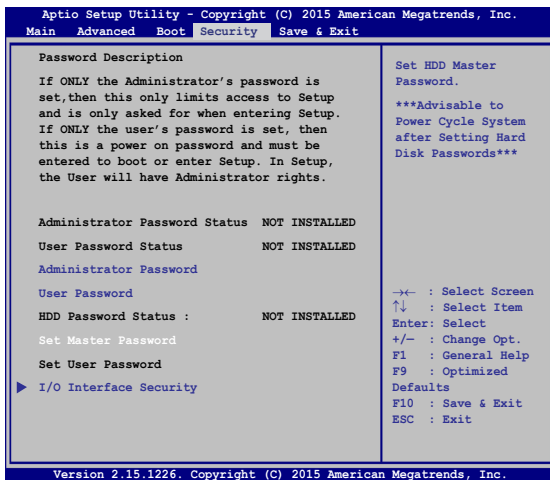 Aptio Setup Utility - Copyright (C) 2015 American Megatrends, Inc.
Main Advanced Boot Security Save & Exit
Password Description
If ONLY the Administrator's password is
set,then this only limits access to Setup
and is only asked for when entering Setup.
If ONLY the user's password is set, then
this is a power on password and must be
entered to boot or enter Setup. In Setup,
the User will have Administrator rights.
Administrator Password Status NOT INSTALLED
User Password Status NOT INSTALLED
Administrator Password
User Password
HDD Password Status : NOT INSTALLED
Set Master Password
Set User Password
I/O Interface Security
Set HDD Master
Password.
***Advisable to
Power Cycle System
after Setting Hard
Disk Passwords***
→← : Select Screen
↑↓ : Select Item
Enter: Select
+/— : Change Opt.
F1 : General Help
F9 : Optimized
Defaults
F10 : Save & Exit
ESC : Exit
Version 2.15.1226. Copyright (C) 2015 American Megatrends, Inc.